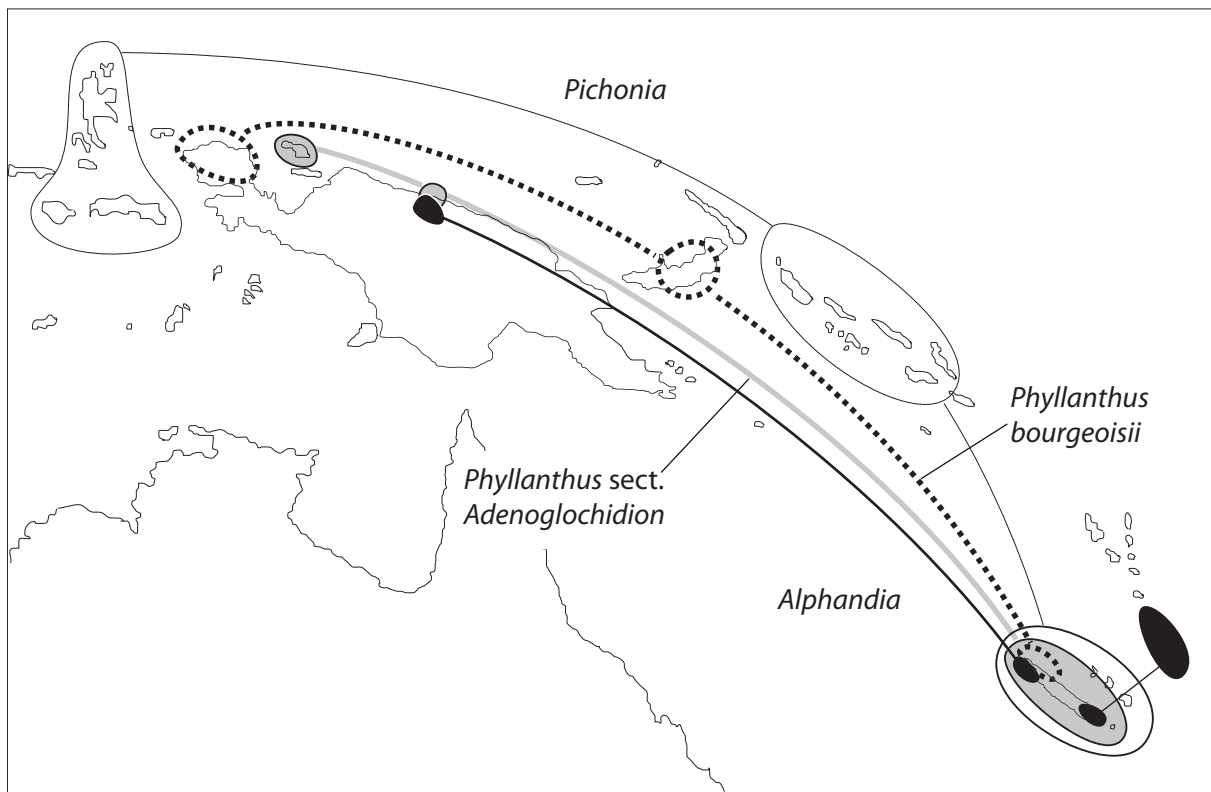 Pichonia
Phyllanthus
bourgeoisii
Phyllanthus sect.
Adenoglochidion
Alphandia